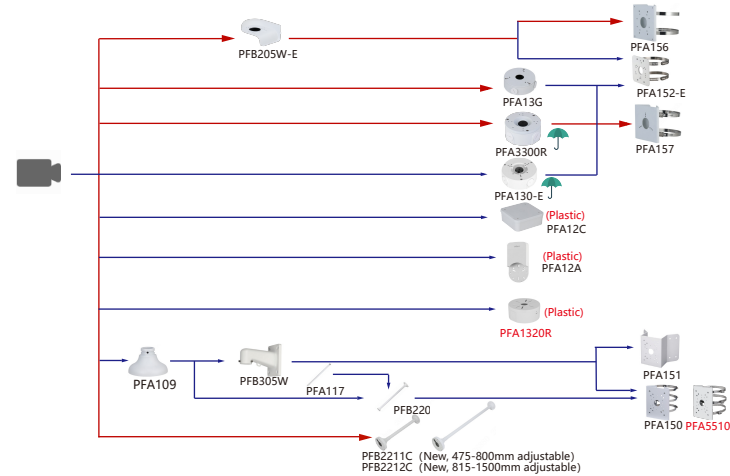 PFA156
PFB205W-E
PFA152-E
PFA13G
PFA3300R
PFA157
PFA130-E
(Plastic)
PFA12C
(Plastic)
PFA12A
(Plastic)
PFA1320R
PFA109
PFB305W
PFA117
PFA151
PFB220
PFA150
PFA5510
PFB2211C (New, 475-800mm adjustable)
PFB2212C (New, 815-1500mm adjustable)